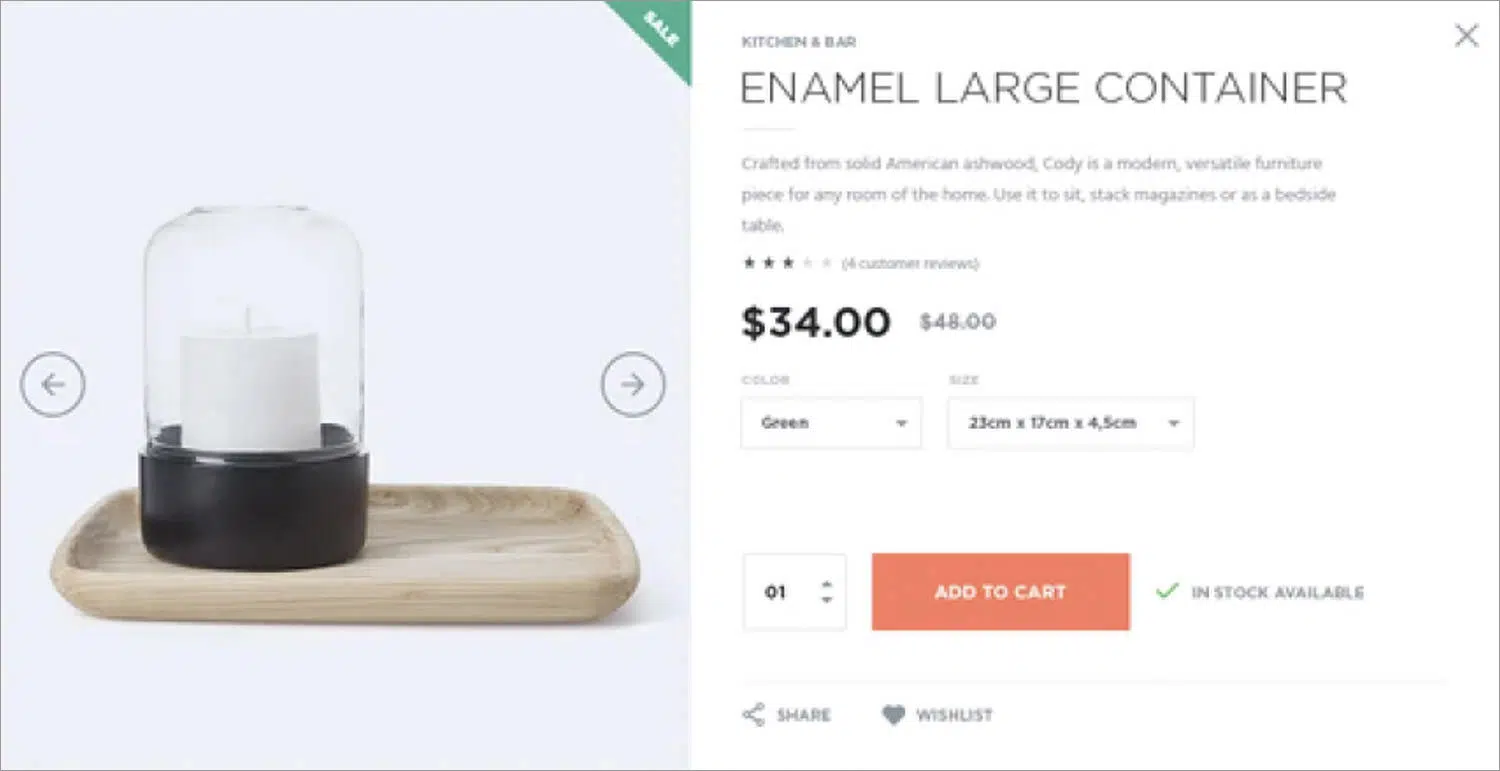 SALE
KITCHEN & BAR
ENAMEL LARGE CONTAINER
Crafted from solid American ashwood, Cody is a modern, versatile furniture
piece for any room of the home. Use it to sit, stack magazines or as a bedside
table.
(4 customer reviews)
$34.00 $48.00
COLOR SIZE
Green 23cm x 17cm x 4,5cm
01 ADD TO CART IN STOCK AVAILABLE
SHARE WISHLIST